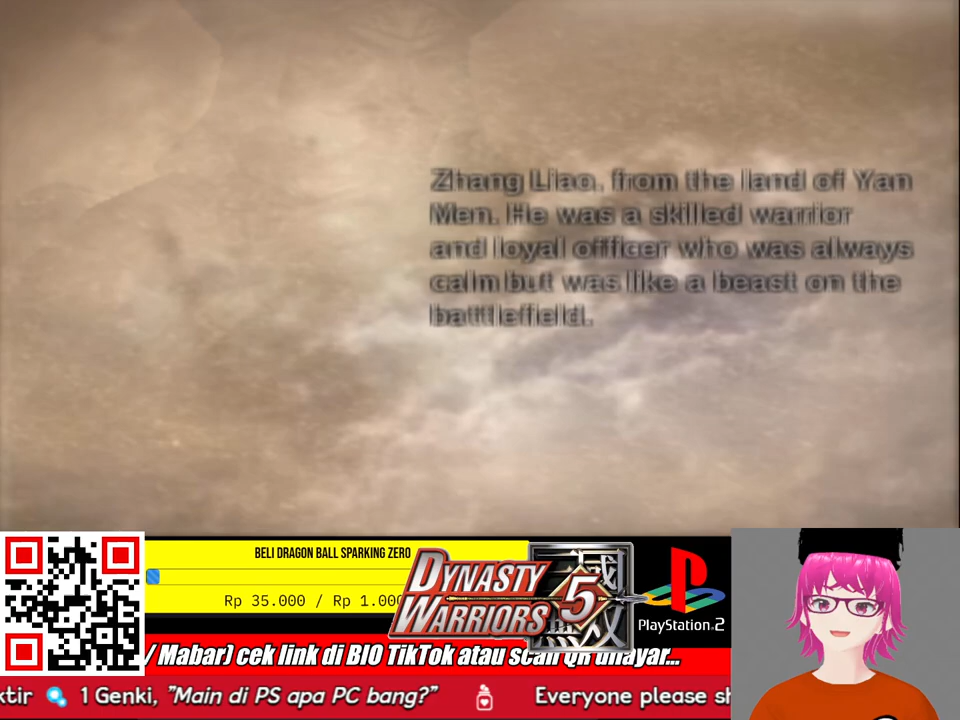 Zhang Liao, from the land of Yan
Men. He was a skilled warrior
and loyal officer who was always
calm but was like a beast on the
battlefield.
BELI DRAGON BALL SPARKING ZERO
Rp 35.000 / Rp 1.000
DYNASTY
WARRIORS 5
PlayStation.2
/ Mabar) cek link di BIO TikTok atau scan QR dilayar...
ktir 1 Genki, "Main di PS apa PC bang?" Everyone please sh